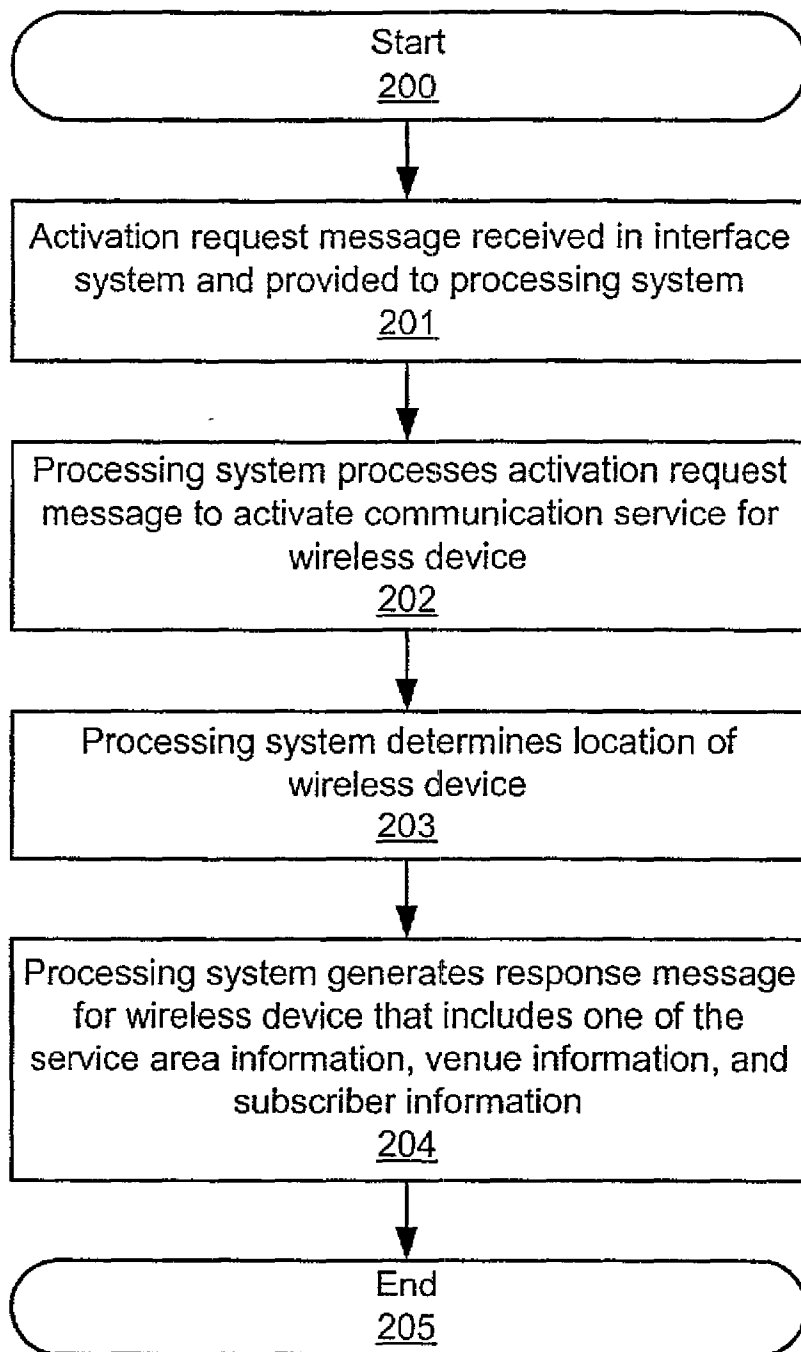 Start
200
Activation request message received in interface
system and provided to processing system
201
Processing system processes activation request
message to activate communication service for
wireless device
202
Processing system determines location of
wireless device
203
Processing system generates response message
for wireless device that includes one of the
service area information, venue information, and
subscriber information
204
End
205